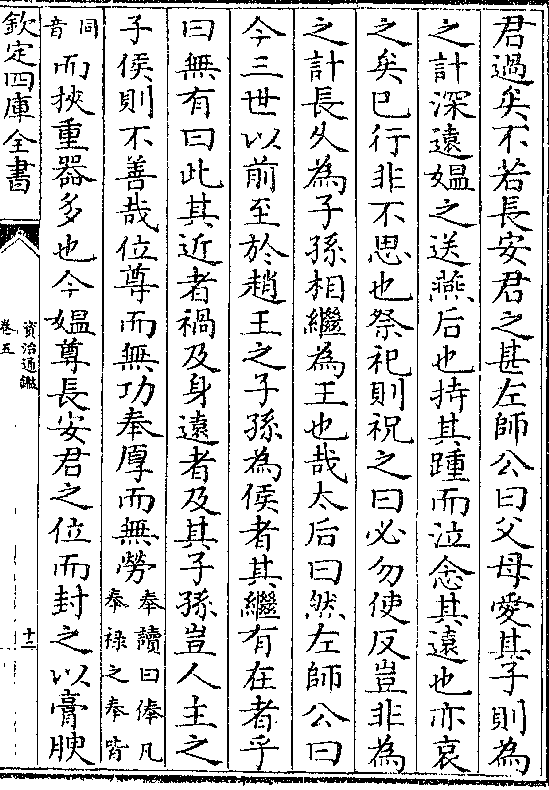 君過矣不若長安君之甚左師公曰父母愛其子則為
之計深遠媼之送燕后也持其踵而泣念其遠也亦哀
之矣已行非不思也祭祀則祝之曰必勿使反豈非為
之計長久為子孫相繼為王也哉太后曰然左師公曰
今三世以前至於趙王之子孫為侯者其繼有在者乎
曰無有曰此其近者禍及身遠者及其子孫豈人主之
子侯則不善哉位尊而無功奉厚而無勞奉讀曰俸凡奉祿之奉皆
同音而挾重器多也今媼尊長安君之位而封之以膏腴
欽定四庫全書
資治通鑑
卷五
十二